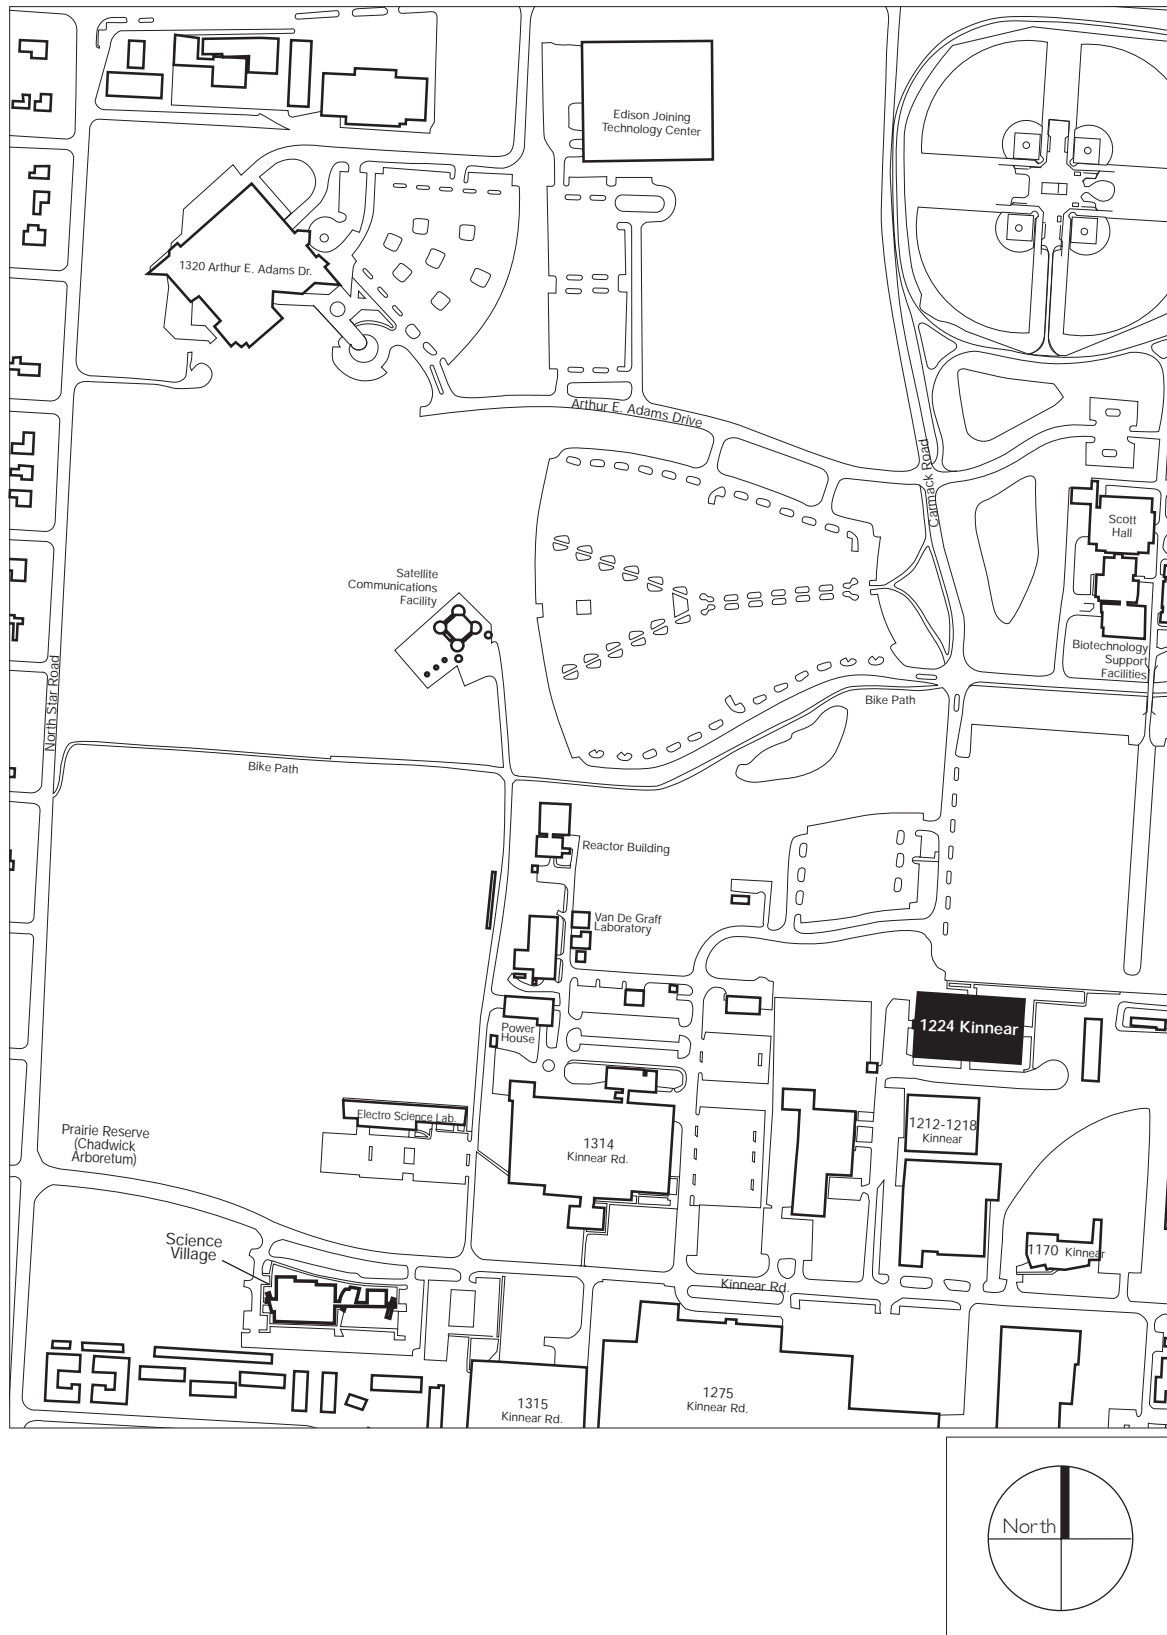 Edison Joining
Technology Center
1320 Arthur E. Adams Dr.
Arthur E. Adams Drive
Carmack Road
Scott
Hall
Satellite
Communications
Facility
Biotechnology
Support
Facilities
North Star Road
Bike Path
Bike Path
Reactor Building
Van De Graff
Laboratory
Power
House
1224 Kinnear
Electro Science Lab.
1212-1218
Kinnear
Prairie Reserve
(Chadwick
Arboretum)
1314
Kinnear Rd.
Science
Village
1170 Kinnear
Kinnear Rd.
1315
Kinnear Rd.
1275
Kinnear Rd.
North